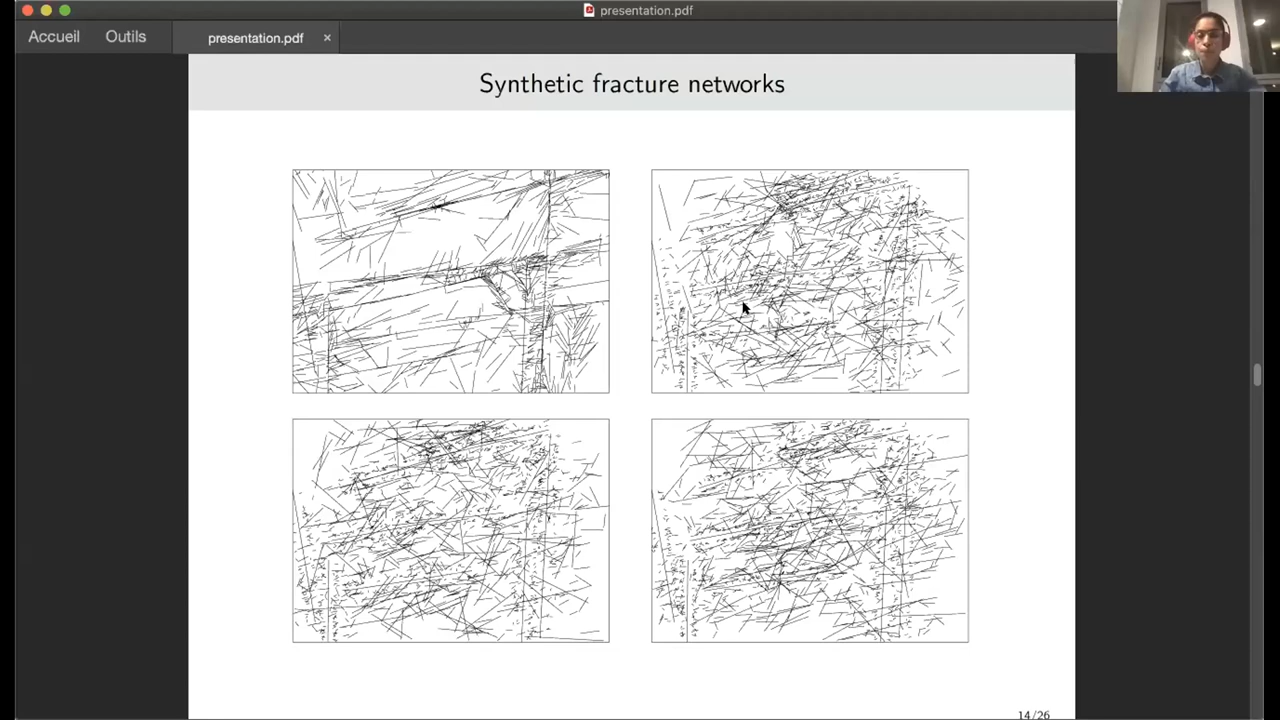 presentation.pdf
Accueil
Outils
presentation.pdf ×
Synthetic fracture networks
14/26